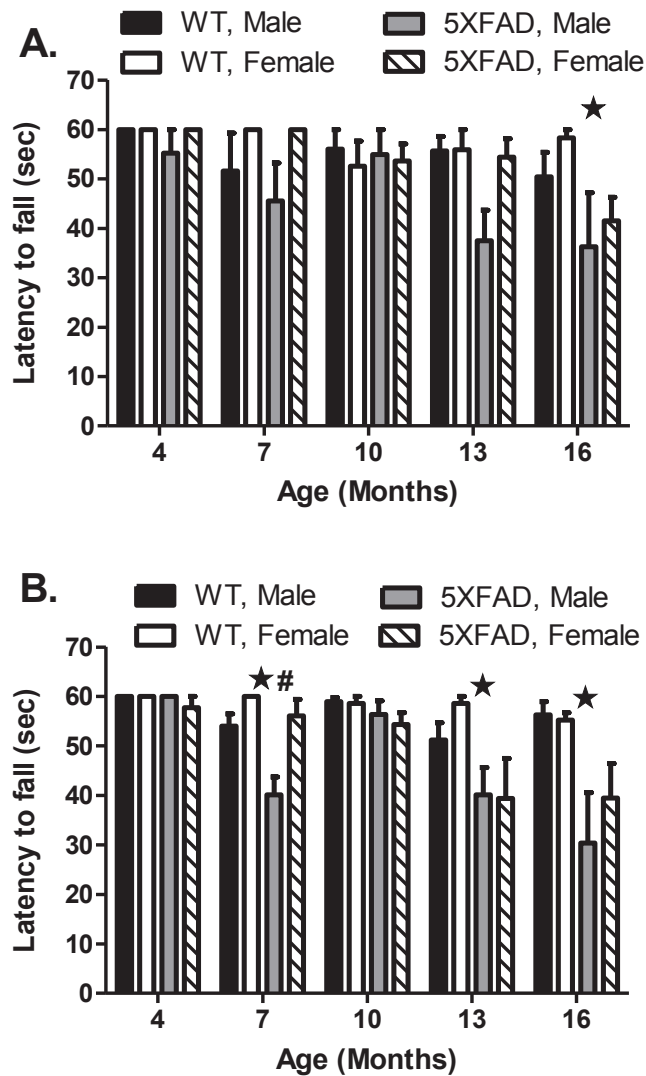 A.
WT, Male 5XFAD, Male
WT, Female 5XFAD, Female
Latency to fall (sec)
70
60
50
40
30
20
10
0
★
4 7 10 13 16
Age (Months)
B.
WT, Male 5XFAD, Male
WT, Female 5XFAD, Female
Latency to fall (sec)
70
60
50
40
30
20
10
0
★# ★ ★
4 7 10 13 16
Age (Months)